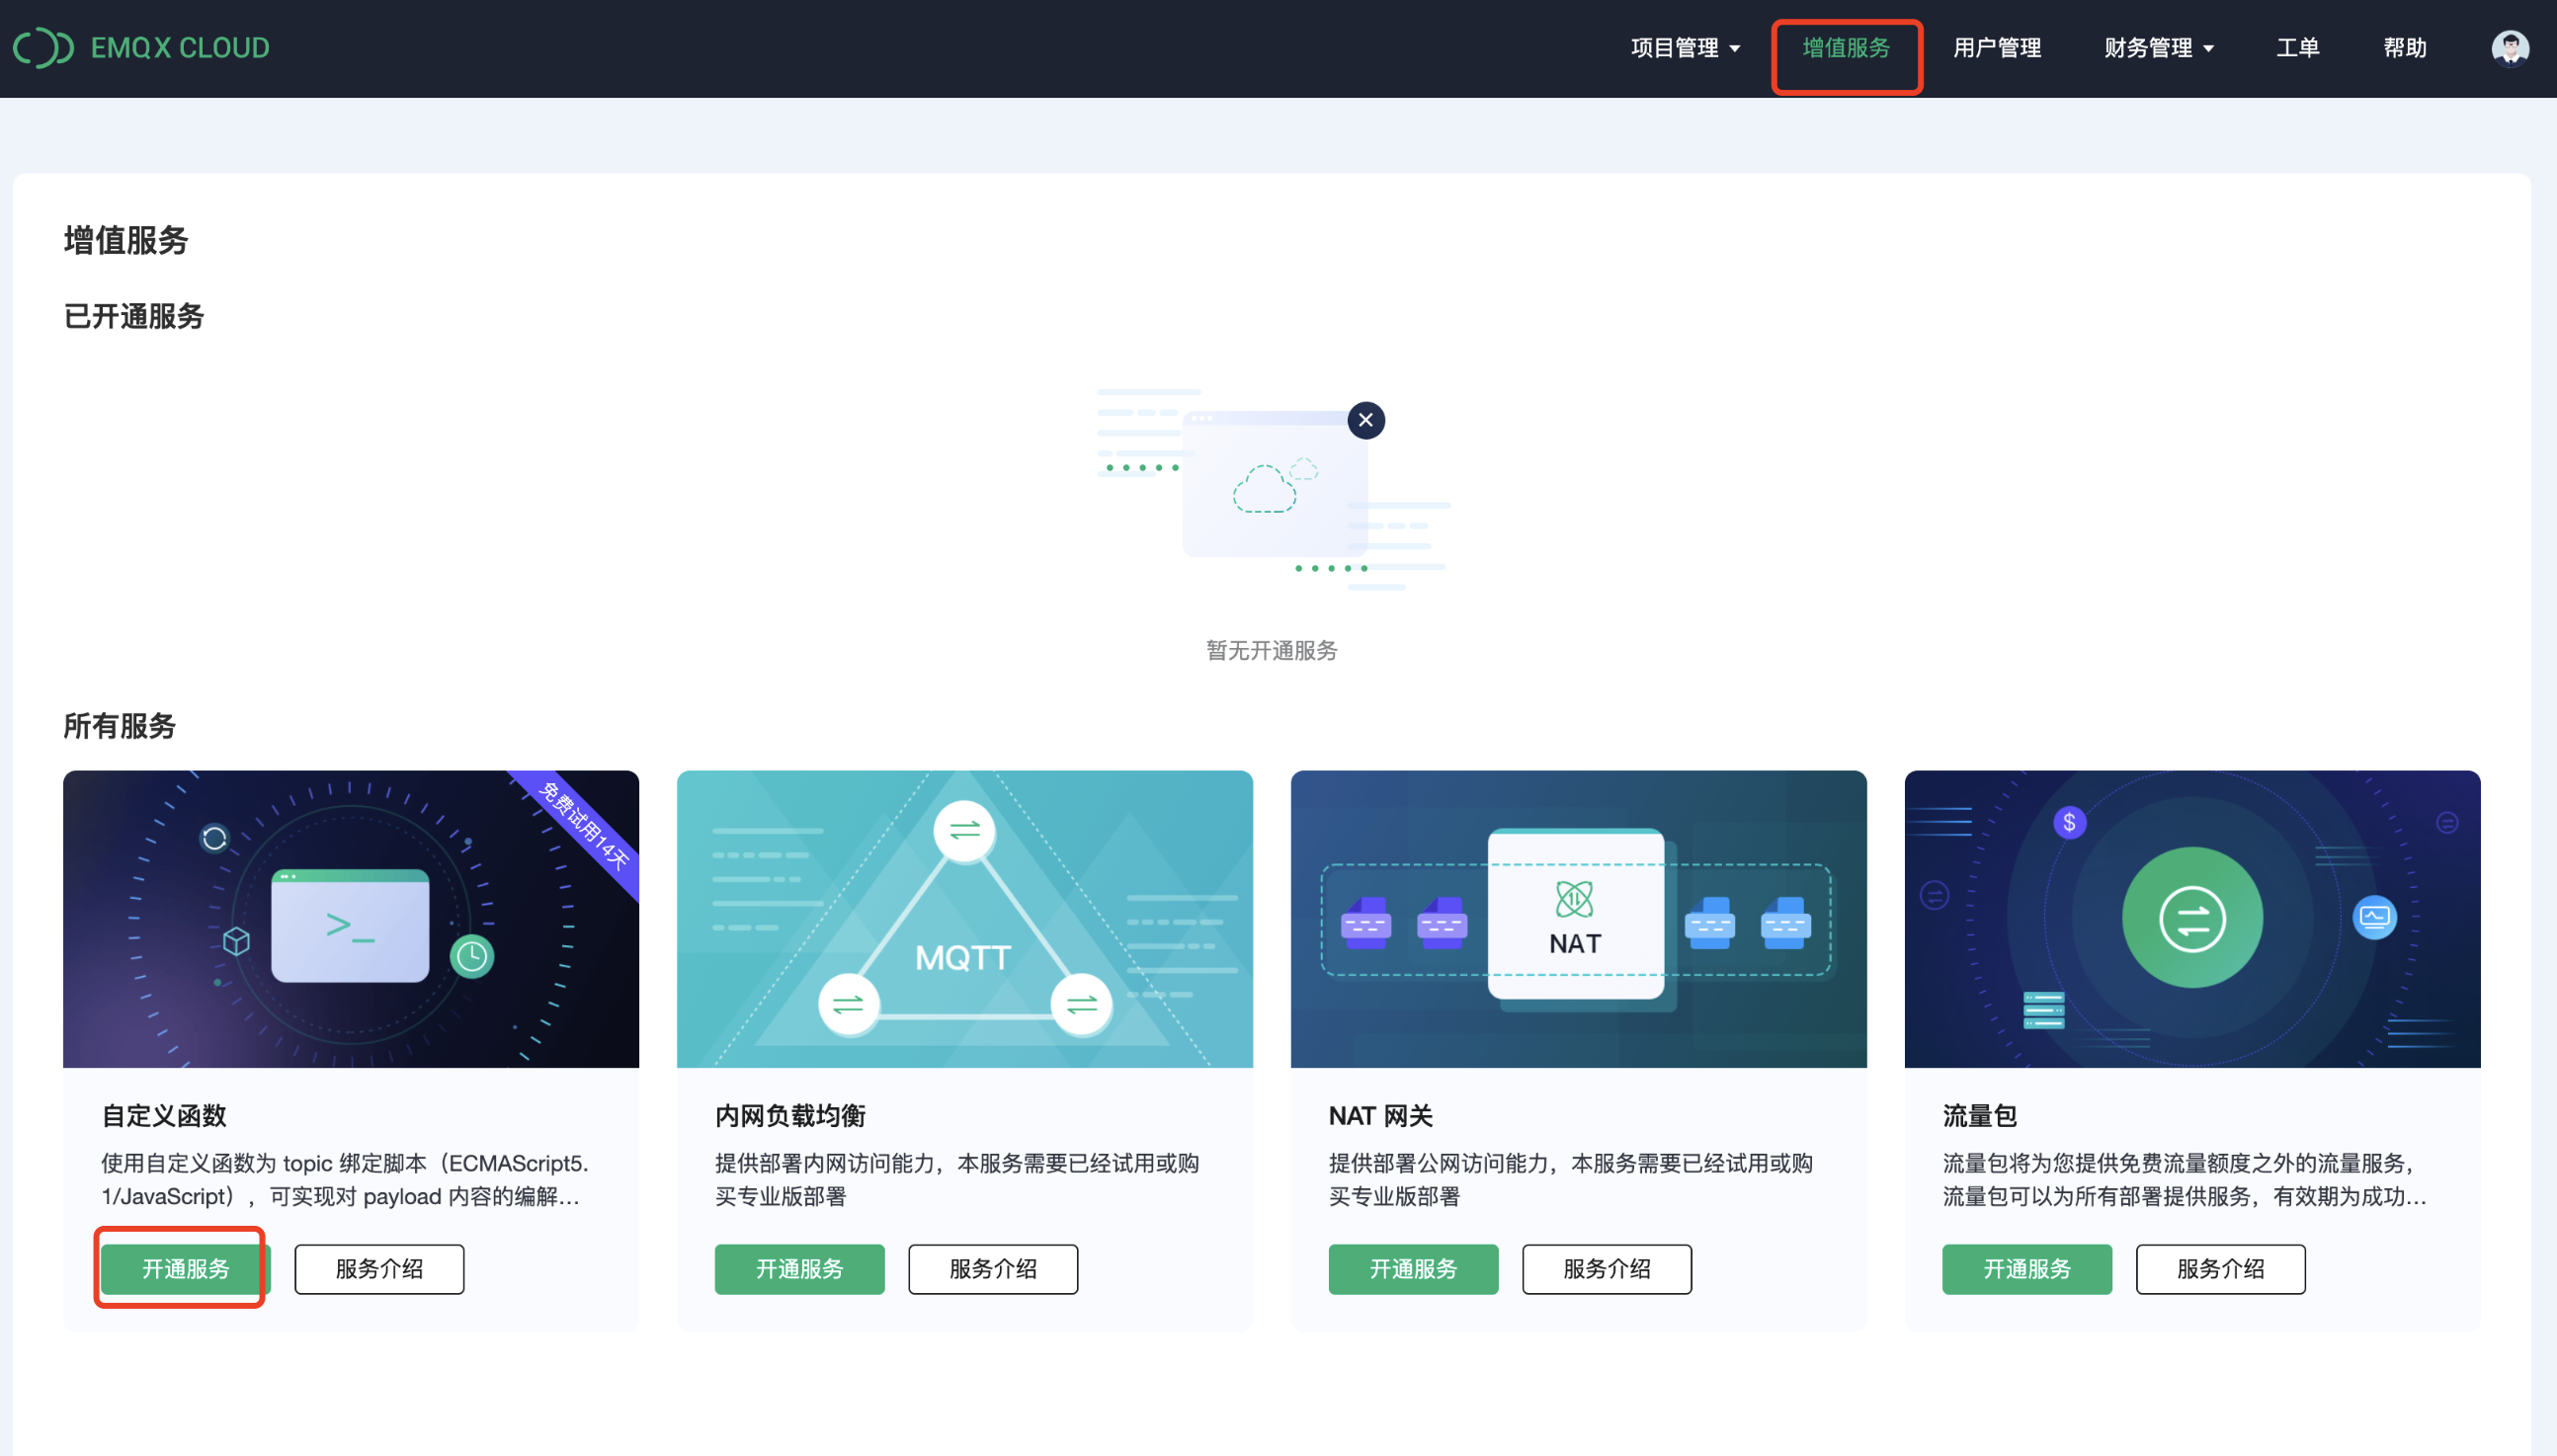 EMQX CLOUD
项目管理
增值服务
用户管理
财务管理
工单
帮助
增值服务
已开通服务
暂无开通服务
所有服务
免费试用14天
>_
MQTT
NAT
$
自定义函数
使用自定义函数为 topic 绑定脚本（ECMAScript5.
1/JavaScript），可实现对 payload 内容的编解...
开通服务
服务介绍
内网负载均衡
提供部署内网访问能力，本服务需要已经试用或购
买专业版部署
开通服务
服务介绍
NAT 网关
提供部署公网访问能力，本服务需要已经试用或购
买专业版部署
开通服务
服务介绍
流量包
流量包将为您提供免费流量额度之外的流量服务，
流量包可以为所有部署提供服务，有效期为成功...
开通服务
服务介绍